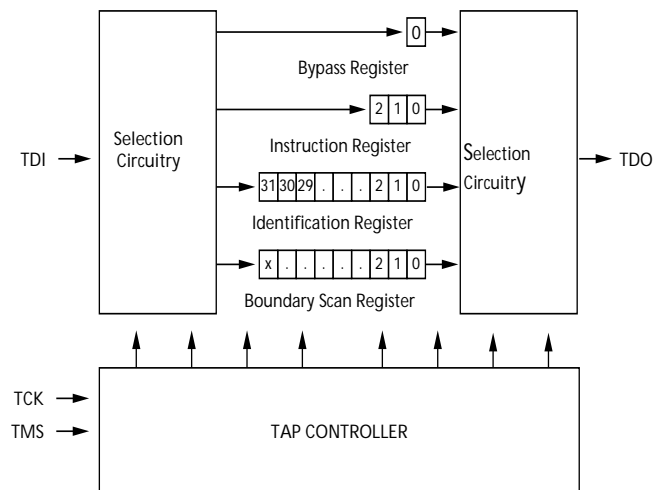 0
Bypass Register
2 1 0
Selection
Circuitry
Instruction Register
Selection
Circuitry
TDI
TDO
31 30 29 . . . 2 1 0
Identification Register
x . . . . . 2 1 0
Boundary Scan Register
TCK
TMS
TAP CONTROLLER